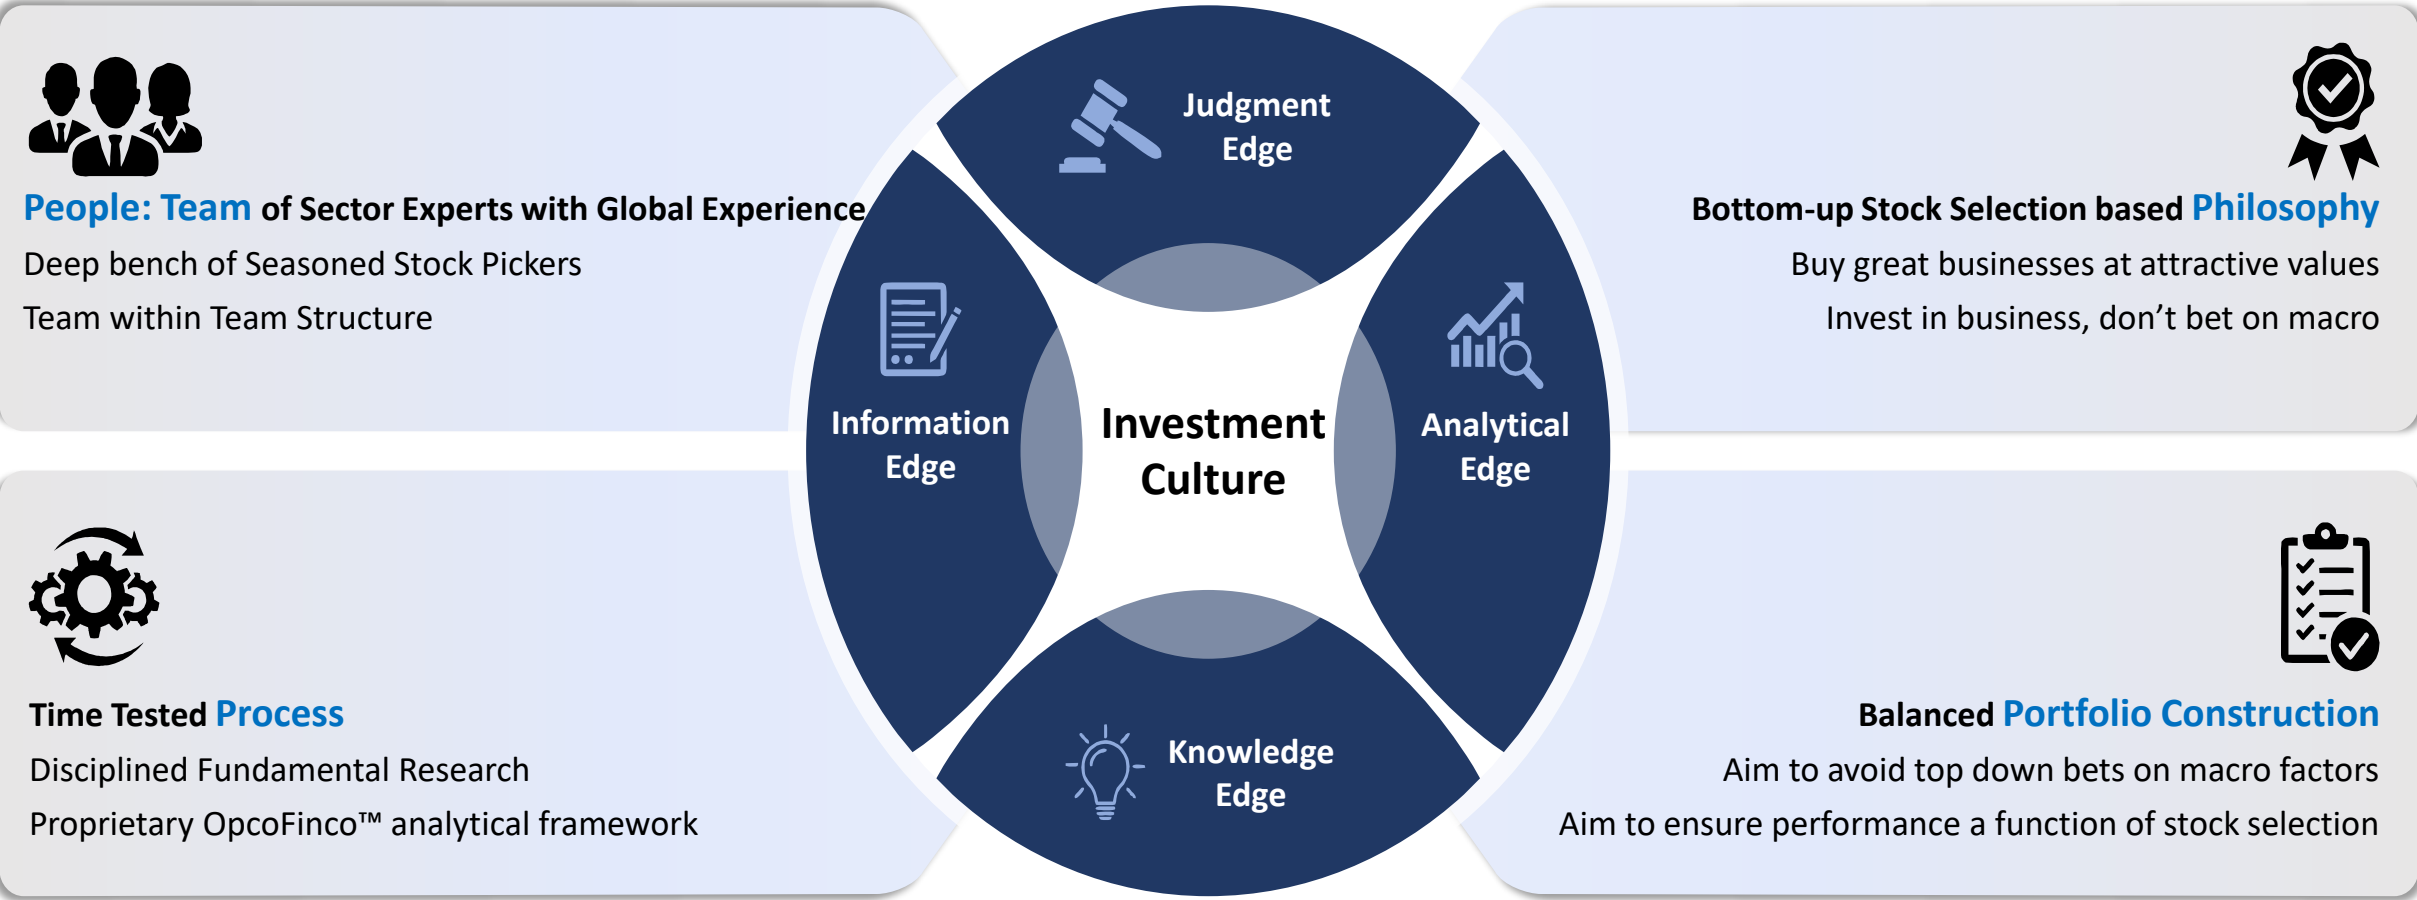 People: Team of Sector Experts with Global Experience
Deep bench of Seasoned Stock Pickers
Team within Team Structure
Judgment
Edge
Bottom-up Stock Selection based Philosophy
Buy great businesses at attractive values
Invest in business, don’t bet on macro
Information
Edge
Investment
Culture
Analytical
Edge
Time Tested Process
Disciplined Fundamental Research
Proprietary OpcoFinco™ analytical framework
Knowledge
Edge
Balanced Portfolio Construction
Aim to avoid top down bets on macro factors
Aim to ensure performance a function of stock selection